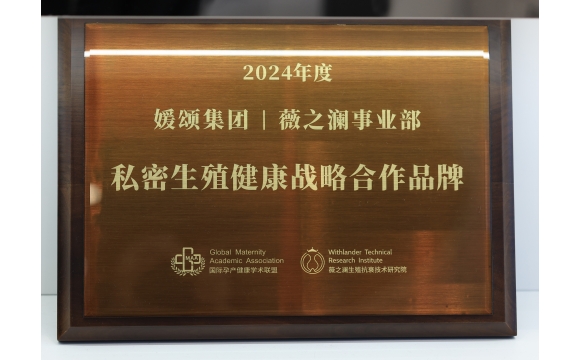 2024年度
媛颂集团 | 薇之澜事业部
私密生殖健康战略合作品牌
Global Maternity
Academic Association
国际孕产健康学术联盟
Withlander Technical
Research Institute
薇之澜生殖抗衰技术研究院